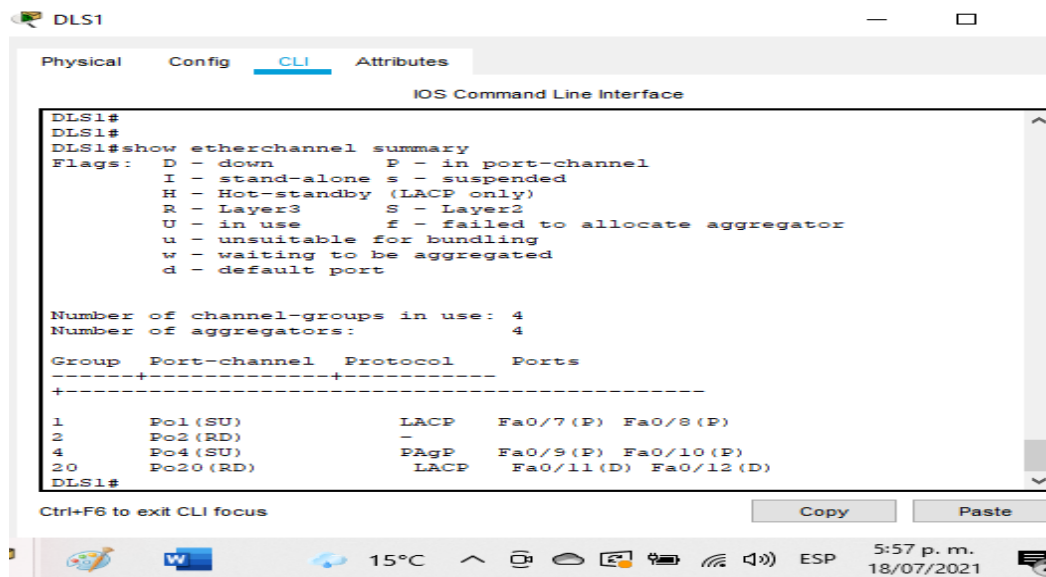 DLS1
Physical Config CLI Attributes
IOS Command Line Interface
DLS1#
DLS1#
DLS1#show etherchannel summary
Flags: D - down P - in port-channel
I - stand-alone s - suspended
H - Hot-standby (LACP only)
R - Layer3 S - Layer2
U - in use f - failed to allocate aggregator
u - unsuitable for bundling
w - waiting to be aggregated
d - default port
Number of channel-groups in use: 4
Number of aggregators: 4
Group Port-channel Protocol Ports
------+-------------+-----------
+----------------------------------------------
1 Po1(SU) LACP Fa0/7(P) Fa0/8(P)
2 Po2(RD) -
4 Po4(SU) PAgP Fa0/9(P) Fa0/10(P)
20 Po20(RD) LACP Fa0/11(D) Fa0/12(D)
DLS1#
Ctrl+F6 to exit CLI focus Copy Paste
W 15°C ESP 5:57 p. m.
18/07/2021